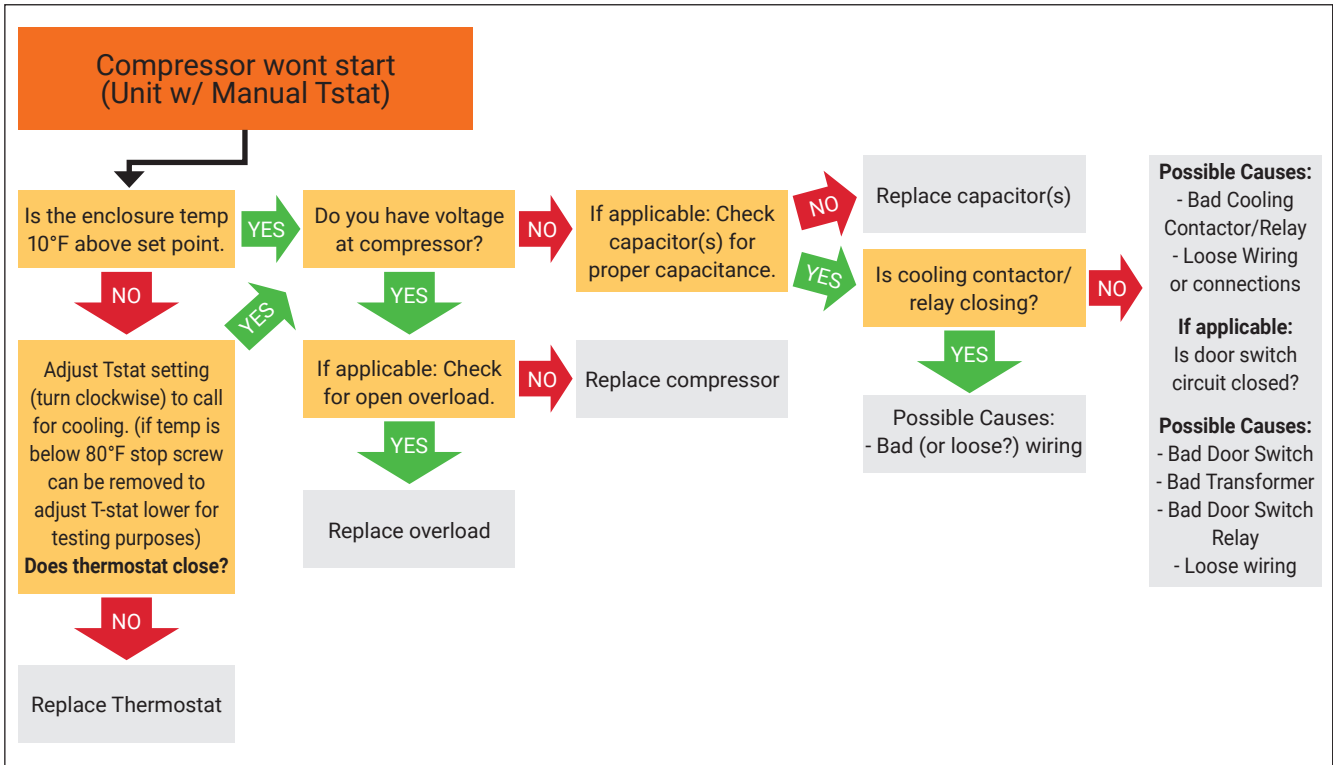 Compressor wont start
(Unit w/ Manual Tstat)
Is the enclosure temp
10°F above set point.
YES
Do you have voltage
at compressor?
NO
If applicable: Check
capacitor(s) for
proper capacitance.
NO
Replace capacitor(s)
YES
Is cooling contactor/
relay closing?
NO
Possible Causes:
- Bad Cooling
Contactor/Relay
- Loose Wiring
or connections
If applicable:
Is door switch
circuit closed?
Possible Causes:
- Bad Door Switch
- Bad Transformer
- Bad Door Switch
Relay
- Loose wiring
YES
Possible Causes:
- Bad (or loose?) wiring
YES
If applicable: Check
for open overload.
NO
Replace compressor
YES
Replace overload
NO
Adjust Tstat setting
(turn clockwise) to call
for cooling. (if temp is
below 80°F stop screw
can be removed to
adjust T-stat lower for
testing purposes)
Does thermostat close?
YES
NO
Replace Thermostat